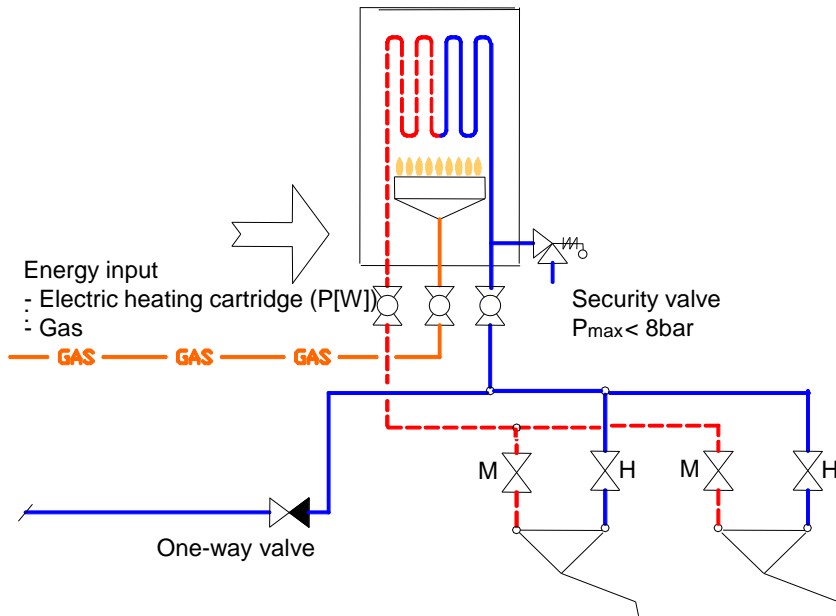 Energy input
- Electric heating cartridge (P[W])
- Gas
Security valve
Pmax< 8bar
GAS GAS GAS
M H M H
One-way valve